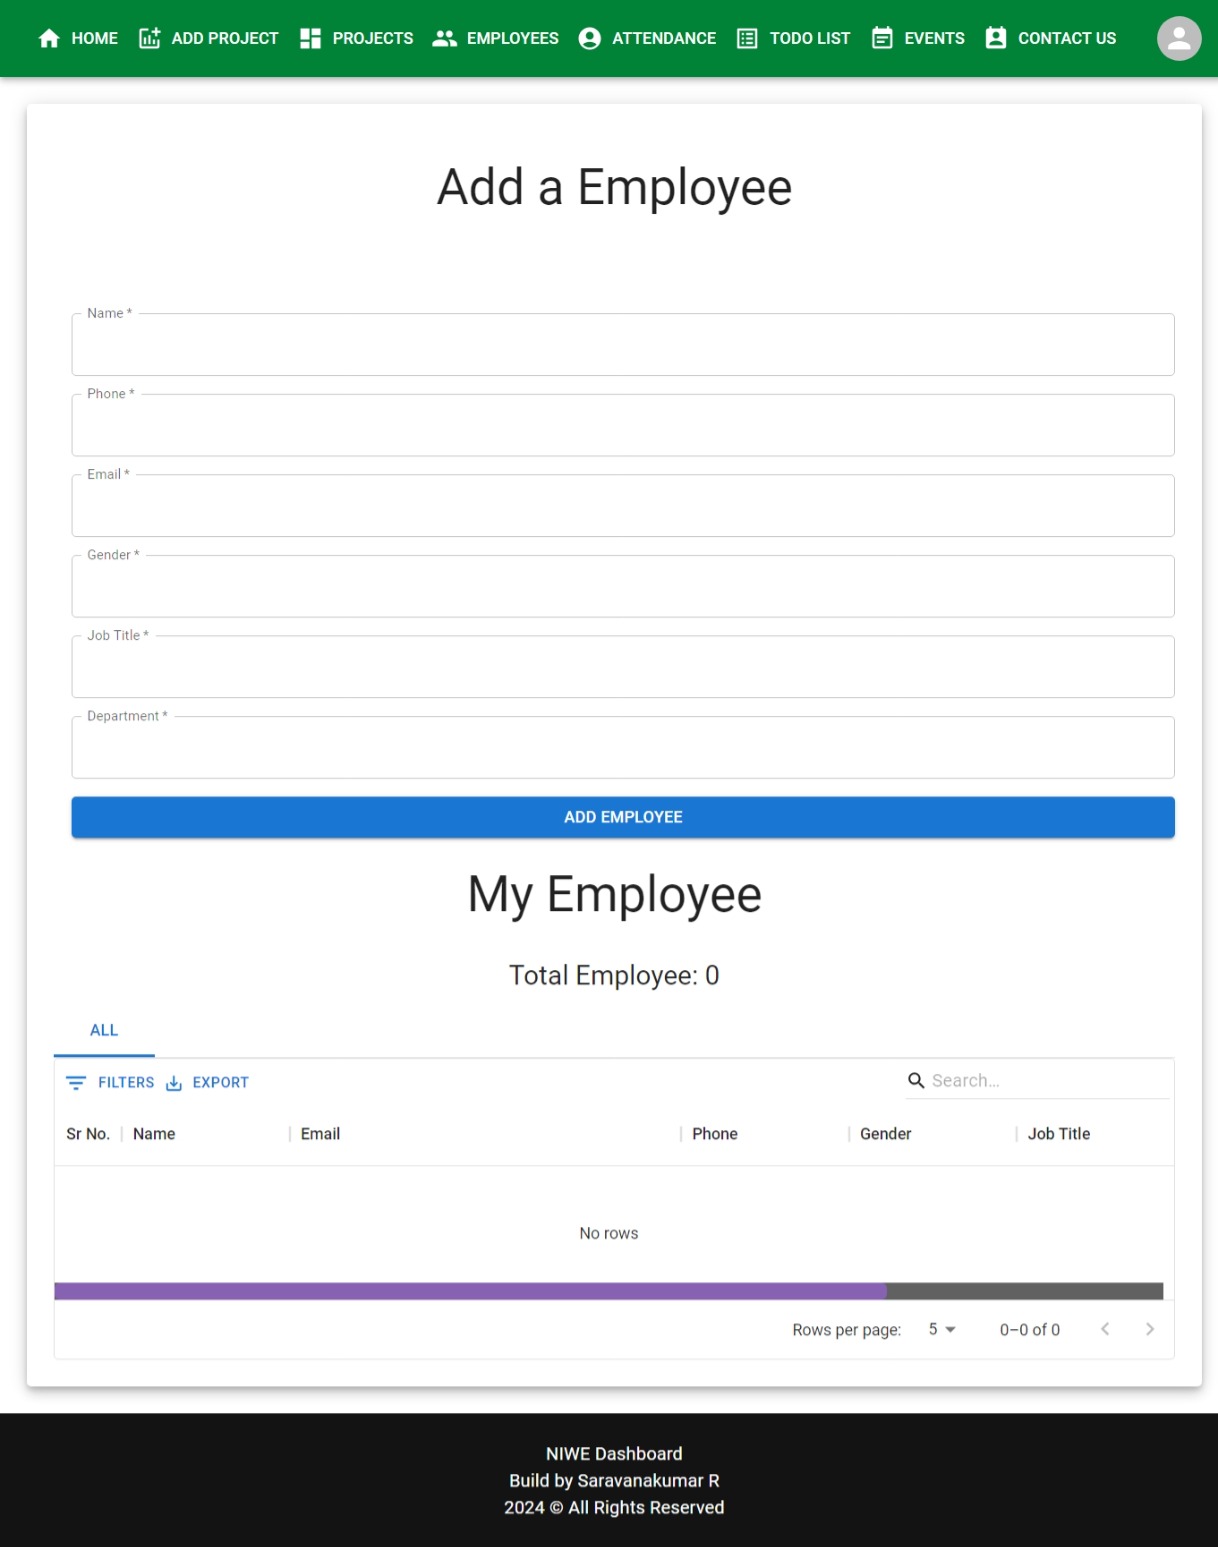 HOME ADD PROJECT PROJECTS EMPLOYEES ATTENDANCE TODO LIST EVENTS CONTACT US
Add a Employee
Name *
Phone *
Email *
Gender *
Job Title *
Department *
ADD EMPLOYEE
My Employee
Total Employee: 0
ALL
FILTERS EXPORT Search...
Sr No. Name Email Phone Gender Job Title
No rows
Rows per page: 5 0–0 of 0
NIWE Dashboard
Build by Saravanakumar R
2024 © All Rights Reserved